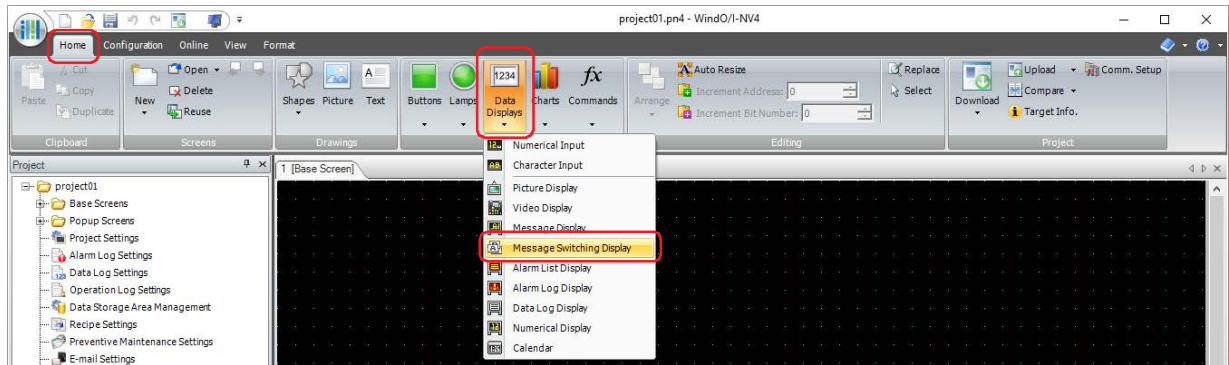 project01.pn4 - WindO/I-NV4
Home Configuration Online View Format
Paste
Cut
Copy
Duplicate
Clipboard
New
Open
Delete
Reuse
Screens
Shapes Picture Text
Drawings
Buttons Lamps
1234
Data
Displays
Charts
fx
Commands
Arrange
Auto Resize
Increment Address: 0
Increment Bit Number: 0
Replace
Select
Editing
Download
Upload
Compare
Target Info.
Comm. Setup
Project
Project
project01
Base Screens
Popup Screens
Project Settings
Alarm Log Settings
Data Log Settings
Operation Log Settings
Data Storage Area Management
Recipe Settings
Preventive Maintenance Settings
E-mail Settings
1 [Base Screen]
Numerical Input
Character Input
Picture Display
Video Display
Message Display
Message Switching Display
Alarm List Display
Alarm Log Display
Data Log Display
Numerical Display
Calendar